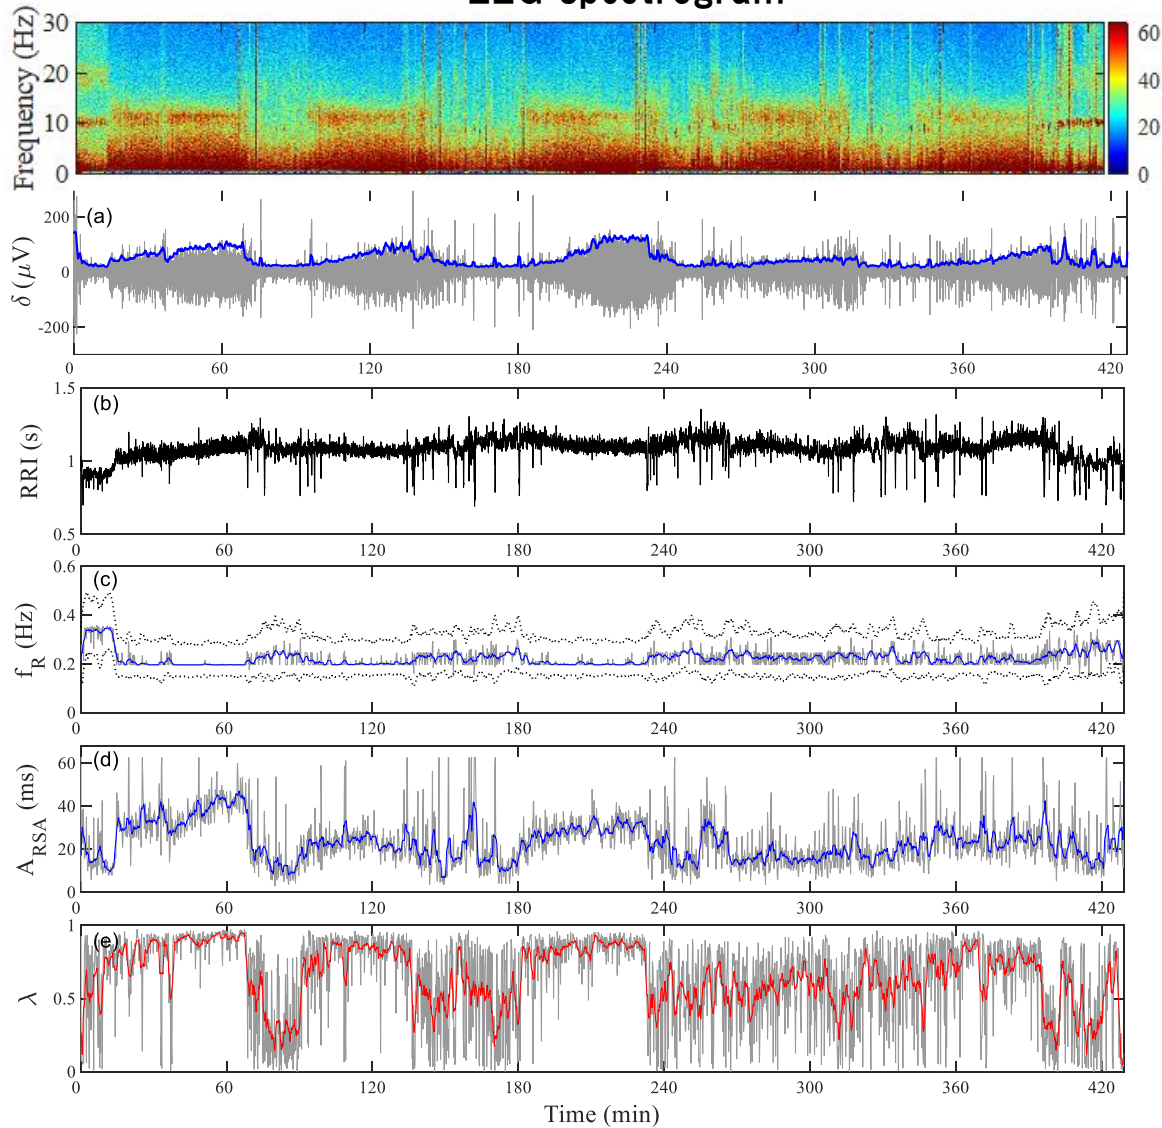 EEG spectrogram
Frequency (Hz)
30
20
10
0
60
40
20
0
(a)
δ (μV)
200
0
-200
0 60 120 180 240 300 360 420
(b)
RRI (s)
1.5
1
0.5
0 60 120 180 240 300 360 420
(c)
f_R (Hz)
0.6
0.4
0.2
0
0 60 120 180 240 300 360 420
(d)
A_RSA (ms)
60
40
20
0
0 60 120 180 240 300 360 420
(e)
λ
1
0.5
0
0 60 120 180 240 300 360 420
Time (min)